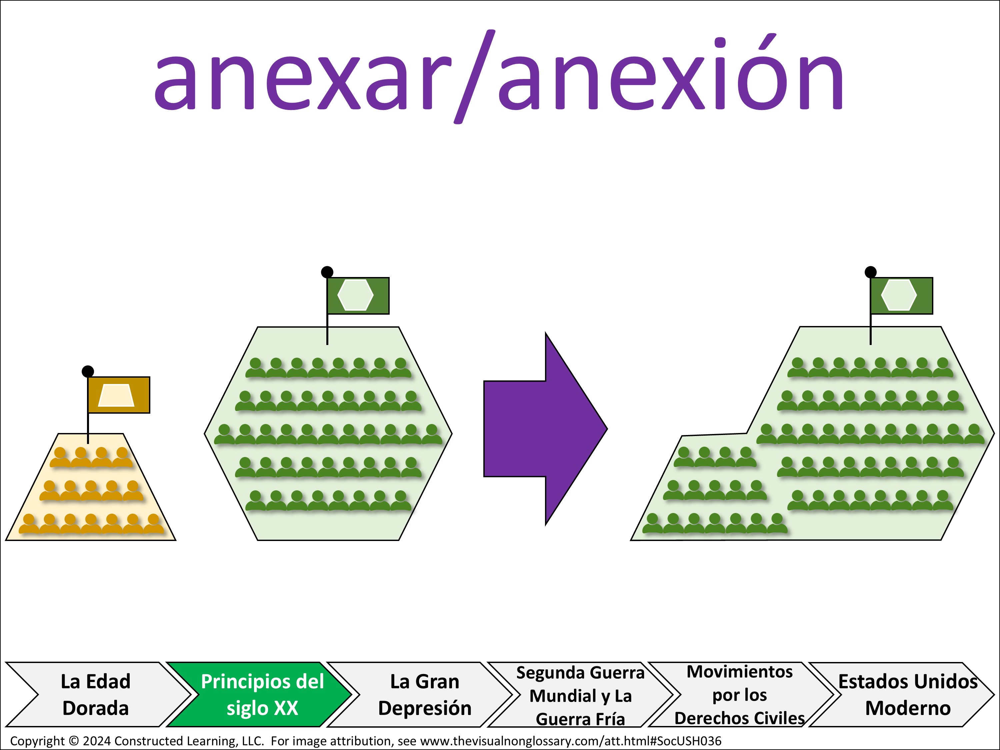 anexar/anexión
La Edad
Dorada
Principios del
siglo XX
La Gran
Depresión
Segunda Guerra
Mundial y La
Guerra Fría
Movimientos
por los
Derechos Civiles
Estados Unidos
Moderno
Copyright © 2024 Constructed Learning, LLC.  For image attribution, see www.thevisualnonglossary.com/att.html#SocUSH036